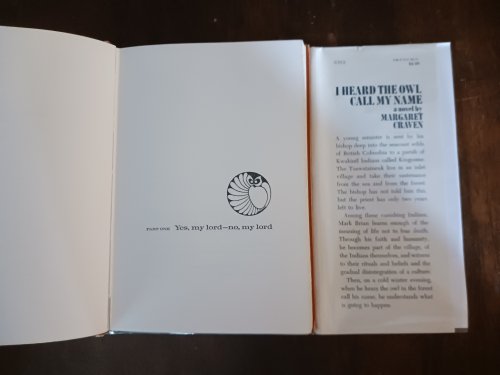 PART ONE Yes, my lord—no, my lord
I HEARD THE OWL
CALL MY NAME
a novel by
MARGARET
CRAVEN
A young minister is sent by his
bishop deep into the seacoast wilds
of British Columbia to a parish of
Kwakiutl Indians called Kingcome.
The Tsawataineuk live in an inlet
village and take their sustenance
from the sea and from the forest.
The bishop has not told him this,
but the priest has only two years
left to live.
Among these vanishing Indians,
Mark Brian learns enough of the
meaning of life not to fear death.
Through his faith and humanity,
he becomes part of the village, of
the Indians themselves, and witness
to their rituals and beliefs and the
gradual disintegration of a culture.
Then, on a cold winter evening,
when he hears the owl in the forest
call his name, he understands what
is going to happen.